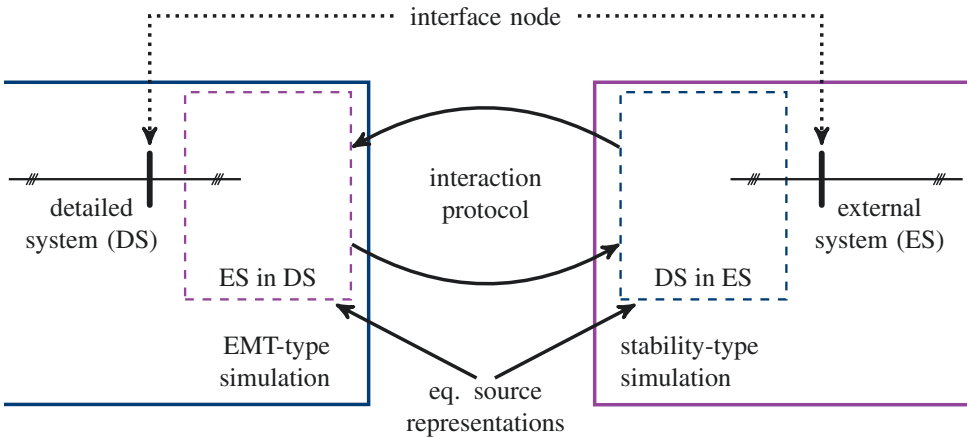 interface node
detailed
system (DS)
ES in DS
EMT-type
simulation
interaction
protocol
eq. source
representations
DS in ES
stability-type
simulation
external
system (ES)